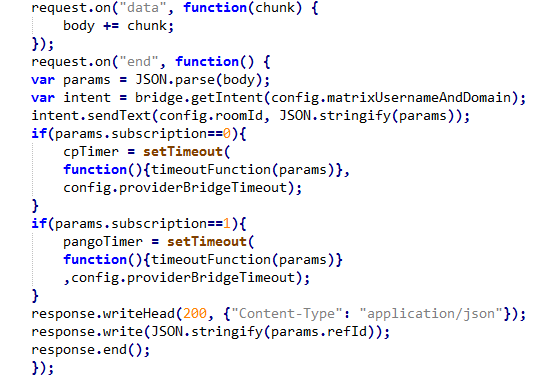 request.on("data", function(chunk) {
    body += chunk;
});
request.on("end", function() {
var params = JSON.parse(body);
var intent = bridge.getIntent(config.matrixUsernameAndDomain);
intent.sendText(config.roomId, JSON.stringify(params));
if(params.subscription==0){
    cpTimer = setTimeout(
    function(){timeoutFunction(params)},
    config.providerBridgeTimeout);
}
if(params.subscription==1){
    pangoTimer = setTimeout(
    function(){timeoutFunction(params)}
    ,config.providerBridgeTimeout);
}
response.writeHead(200, {"Content-Type": "application/json"});
response.write(JSON.stringify(params.refId));
response.end();
});